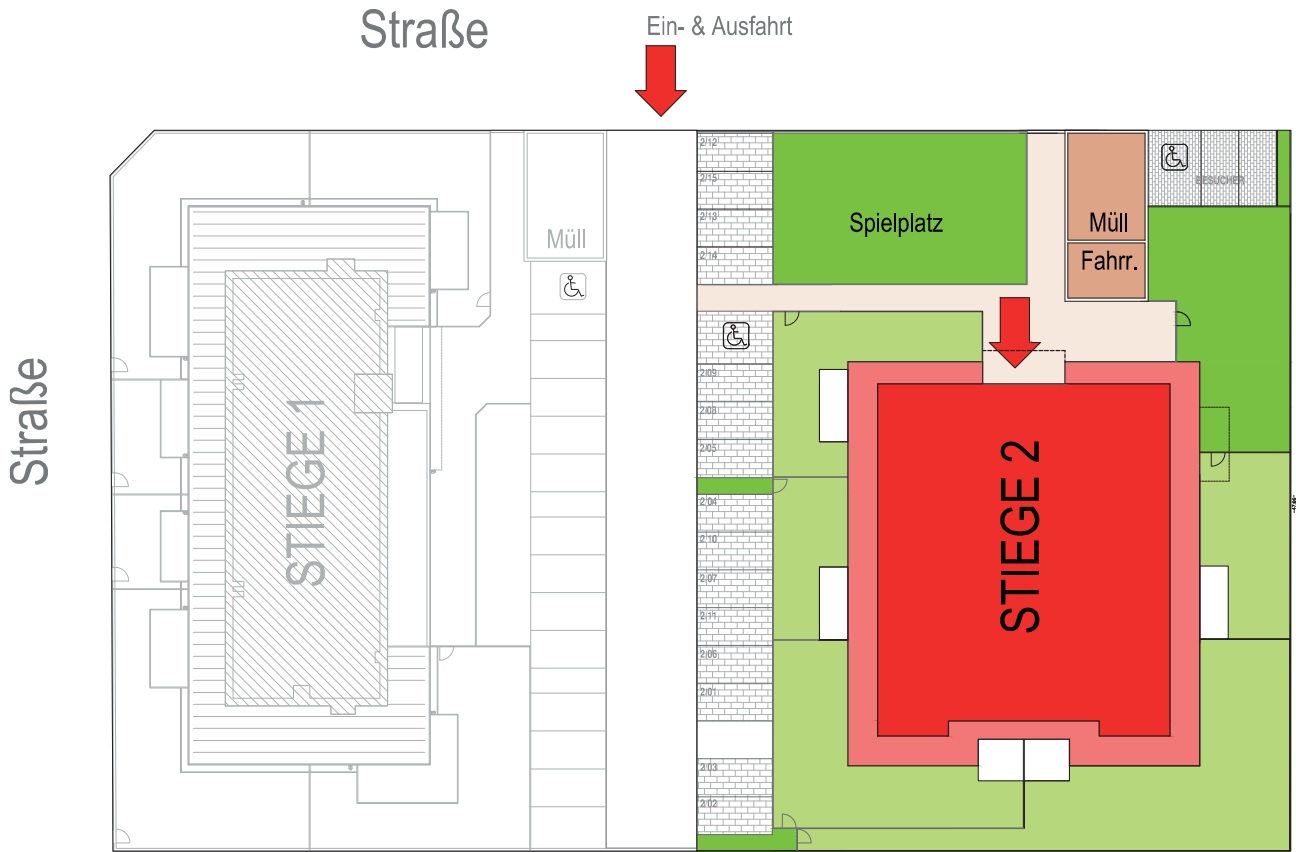 Straße
Ein- & Ausfahrt
Straße
Müll
STIEGE 1
2/12
2/15
2/13
2/14
Spielplatz
Müll
Fahrr.
BESUCHER
2/09
2/08
2/05
2/04
2/10
2/07
2/11
2/06
2/01
2/03
2/02
STIEGE 2